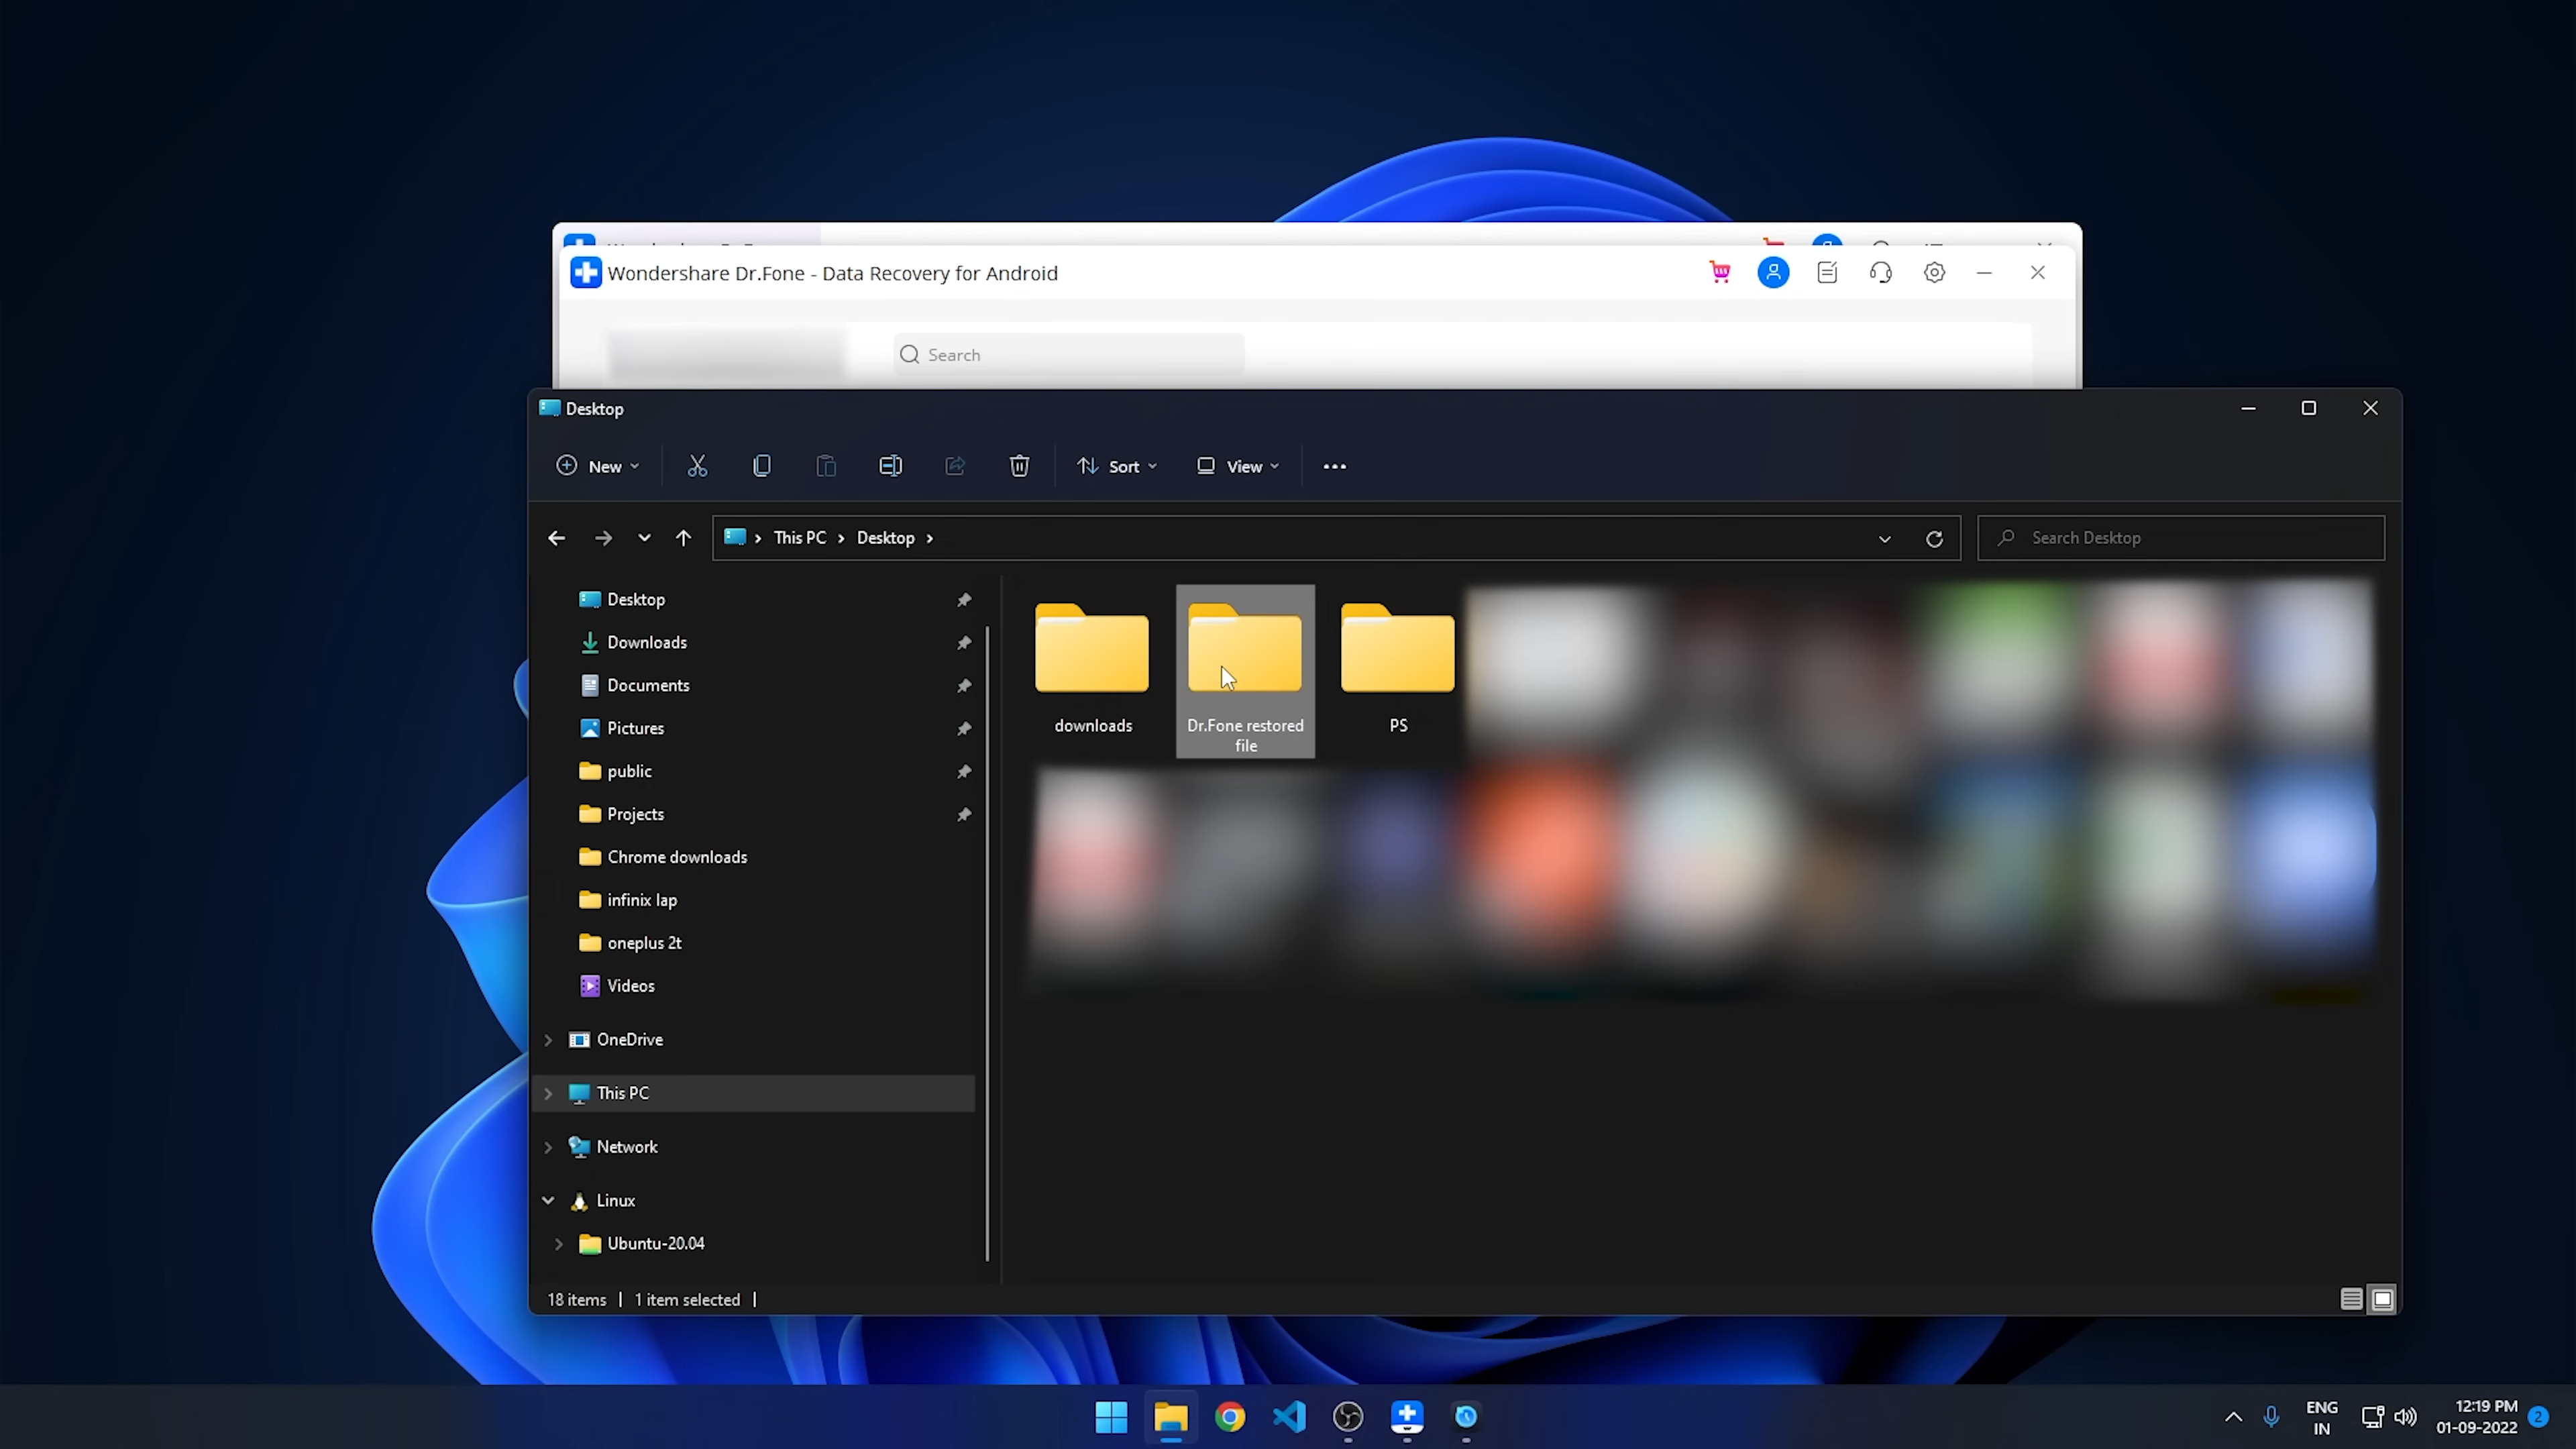 Wondershare Dr.Fone - Data Recovery for Android
Search
Desktop
New
Sort
View
This PC
Desktop
Search Desktop
Desktop
Downloads
Documents
Pictures
public
Projects
Chrome downloads
infinix lap
oneplus 2t
Videos
OneDrive
This PC
Network
Linux
Ubuntu-20.04
downloads
Dr.Fone restored
file
PS
18 items
1 item selected
ENG
IN
12:19 PM
01-09-2022
2